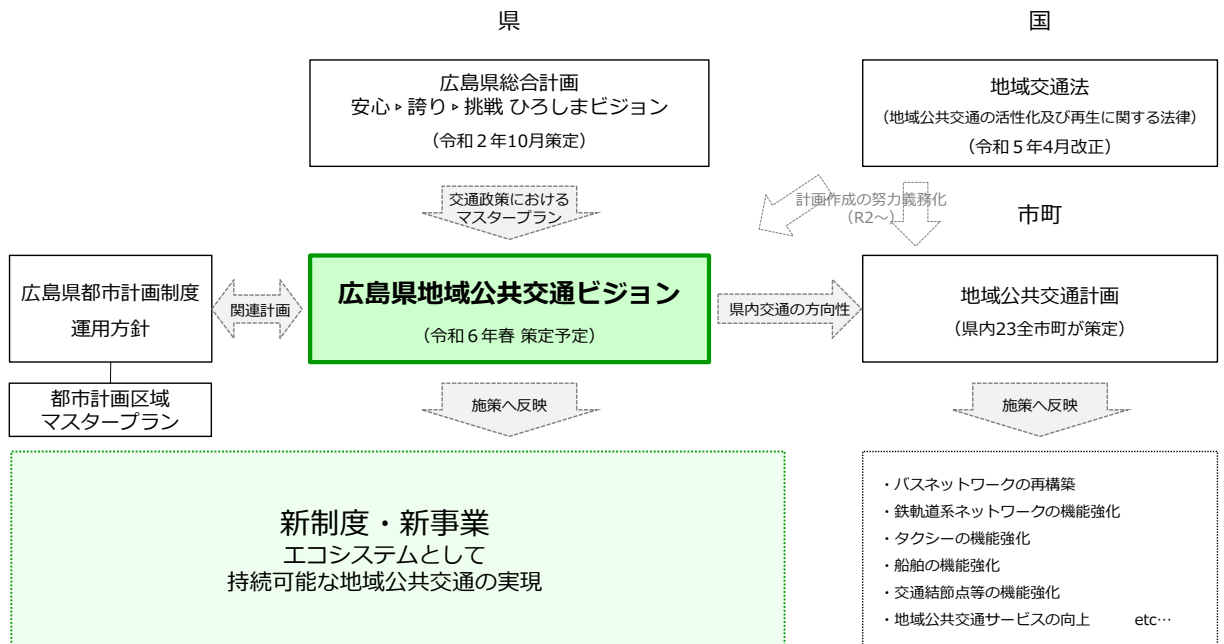 県
国
広島県総合計画
安心▸誇り▸挑戦 ひろしまビジョン
（令和２年10月策定）
地域交通法
（地域公共交通の活性化及び再生に関する法律）
（令和５年4月改正）
交通政策における
マスタープラン
計画作成の努力義務化
（R2～）
市町
広島県都市計画制度
運用方針
関連計画
広島県地域公共交通ビジョン
（令和６年春 策定予定）
県内交通の方向性
地域公共交通計画
（県内23全市町が策定）
都市計画区域
マスタープラン
施策へ反映
施策へ反映
新制度・新事業
エコシステムとして
持続可能な地域公共交通の実現
・バスネットワークの再構築
・鉄軌道系ネットワークの機能強化
・タクシーの機能強化
・船舶の機能強化
・交通結節点等の機能強化
・地域公共交通サービスの向上　　etc…